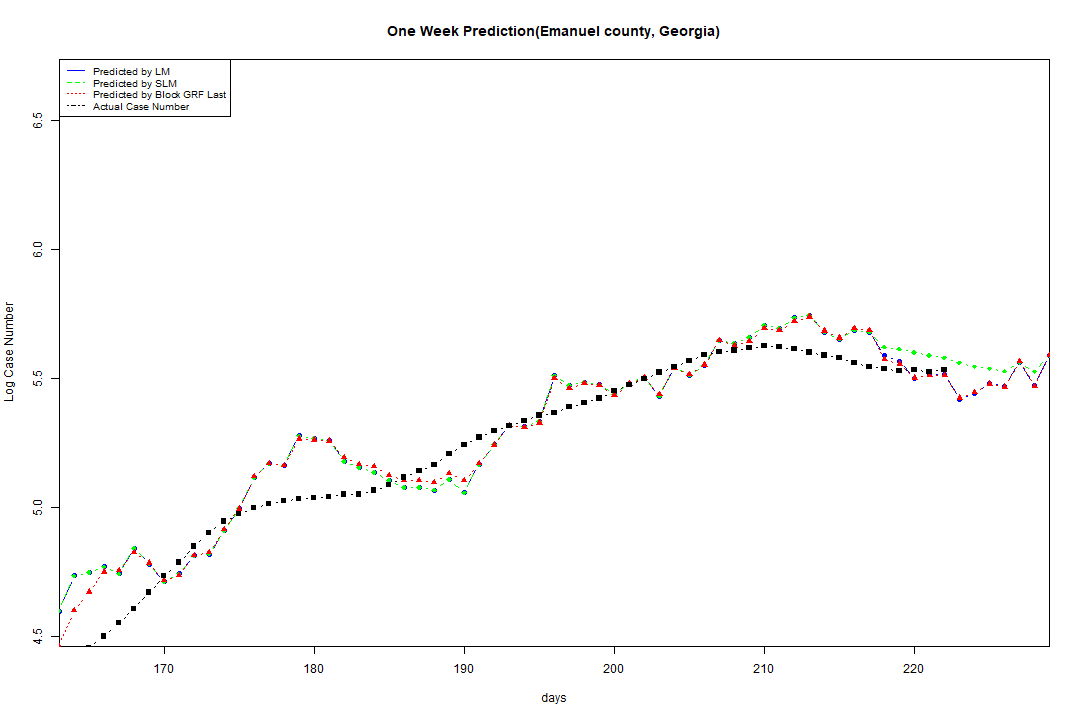 One Week Prediction(Emanuel county, Georgia)
Predicted by LM
Predicted by SLM
Predicted by Block GRF Last
Actual Case Number
6.5
6.0
5.5
5.0
4.5
Log Case Number
170 180 190 200 210 220
days